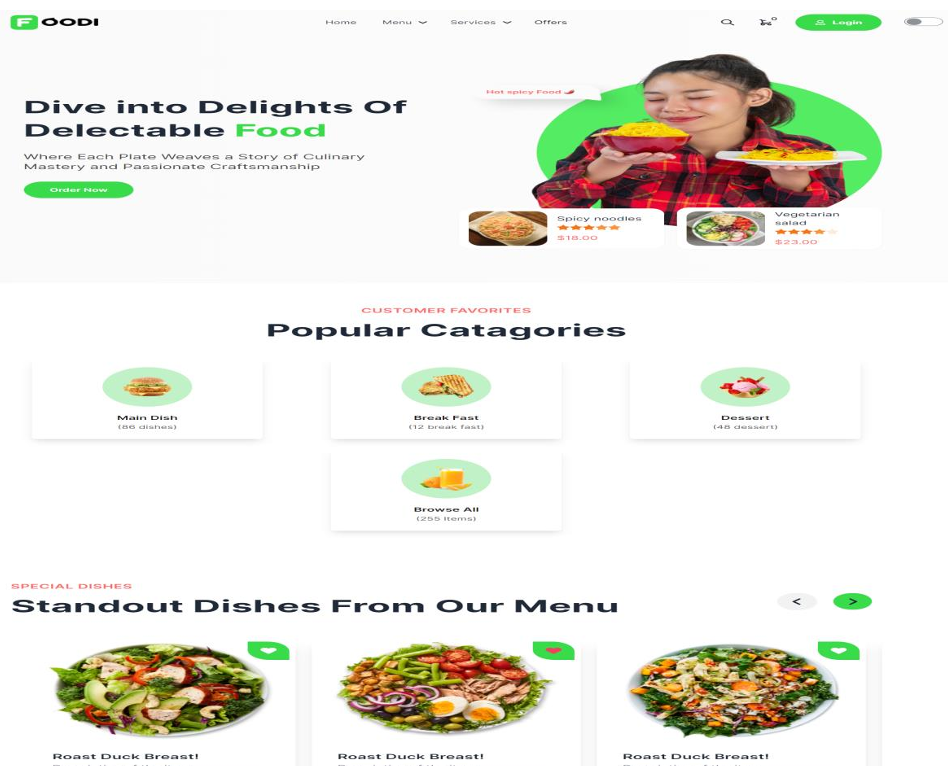 FOODI
Home Menu Services Offers
0
Login
Hot spicy Food
Dive into Delights Of
Delectable Food
Where Each Plate Weaves a Story of Culinary
Mastery and Passionate Craftsmanship
Order Now
Spicy noodles
$18.00
Vegetarian
salad
$23.00
CUSTOMER FAVORITES
Popular Catagories
Main Dish
(86 dishes)
Break Fast
(12 break fast)
Dessert
(48 dessert)
Browse All
(255 Items)
SPECIAL DISHES
Standout Dishes From Our Menu
< >
Roast Duck Breast!
Roast Duck Breast!
Roast Duck Breast!